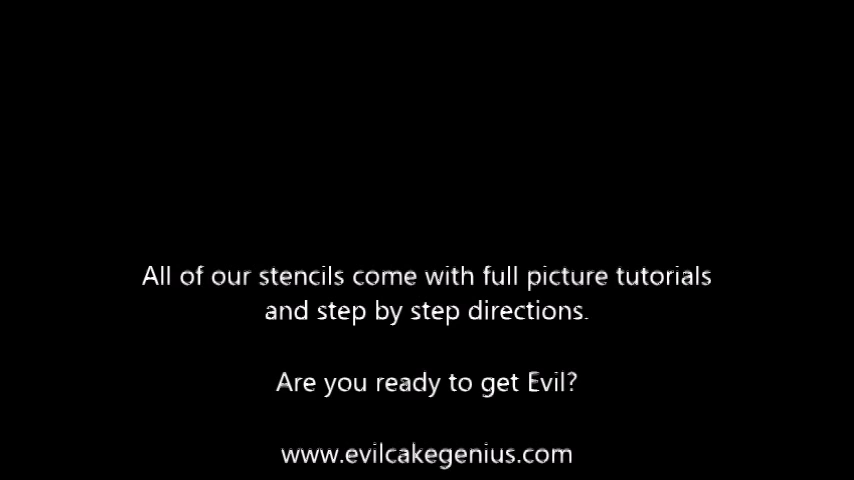 All of our stencils come with full picture tutorials
and step by step directions.
Are you ready to get Evil?
www.evilcakegenius.com